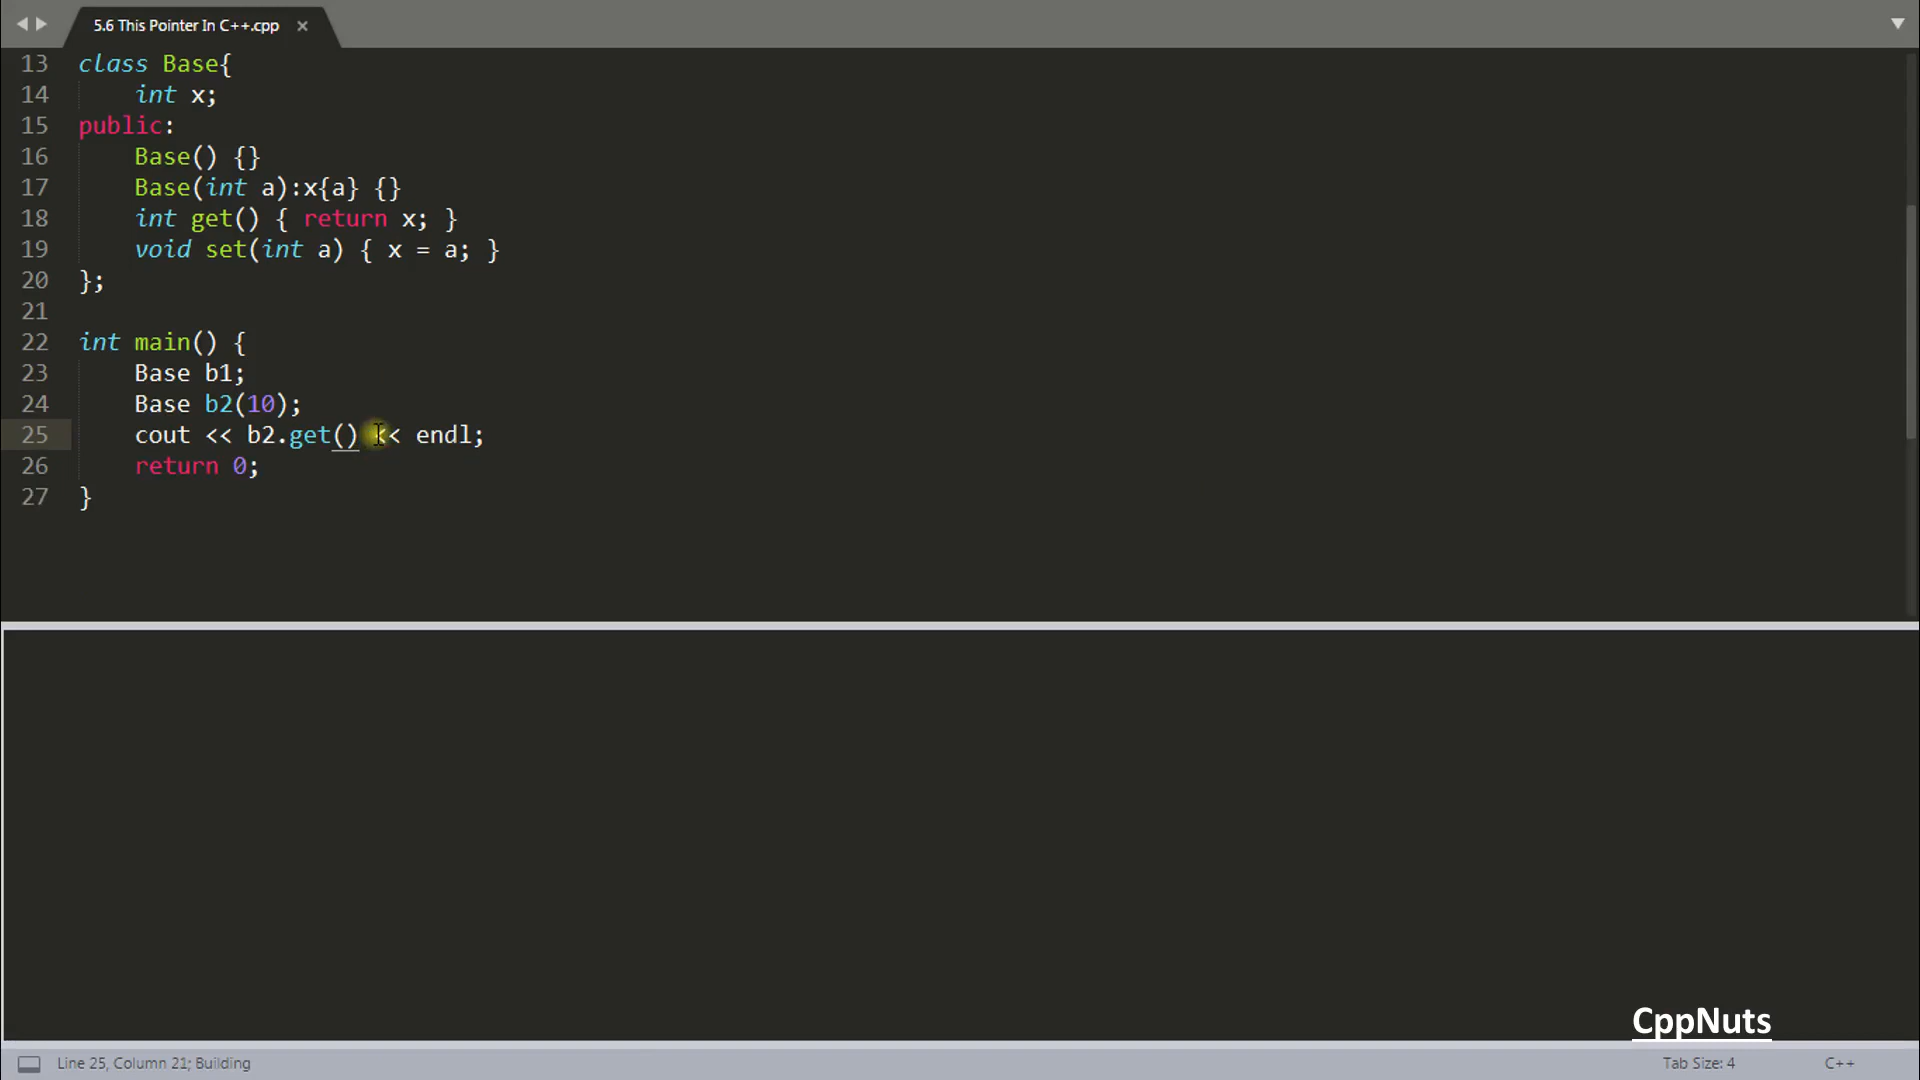 5.6 This Pointer In C++.cpp ×
13 class Base{
14     int x;
15 public:
16     Base() {}
17     Base(int a):x{a} {}
18     int get() { return x; }
19     void set(int a) { x = a; }
20 };
21
22 int main() {
23     Base b1;
24     Base b2(10);
25     cout << b2.get() << endl;
26     return 0;
27 }
CppNuts
Line 25, Column 21; Building
Tab Size: 4
C++